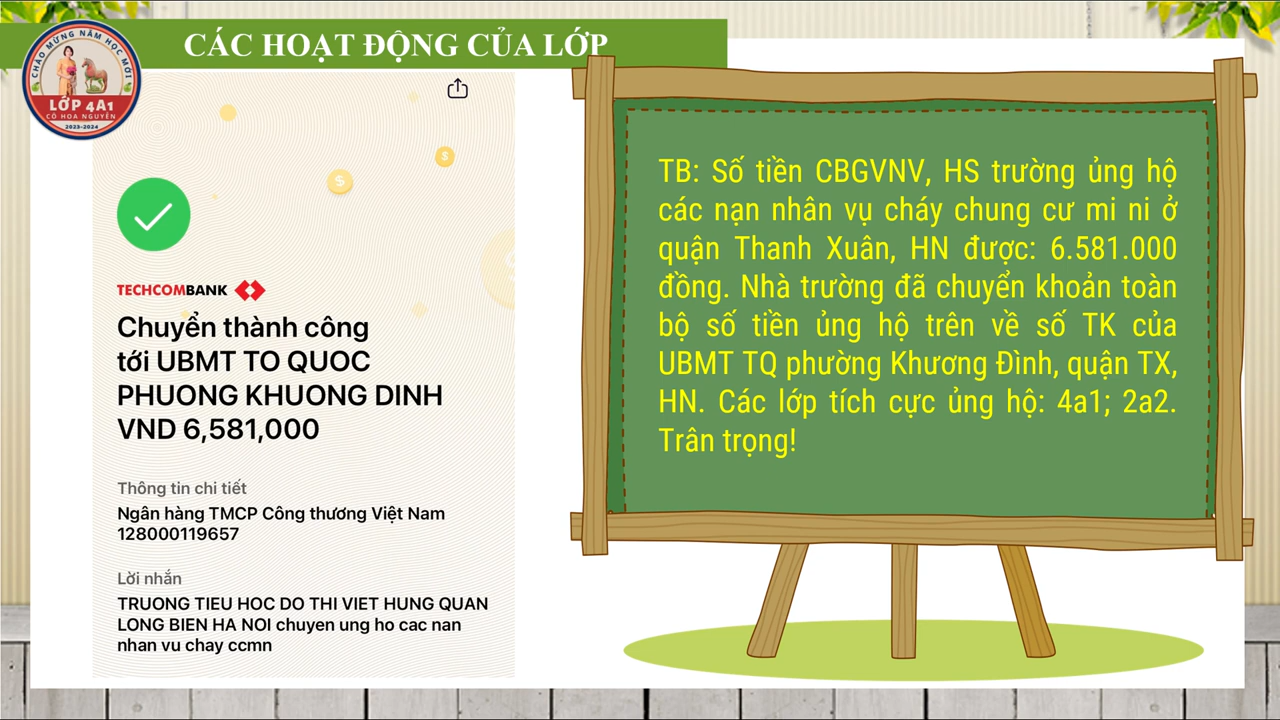 CÁC HOẠT ĐỘNG CỦA LỚP
CHÀO MỪNG NĂM HỌC MỚI
LỚP 4A1
CÔ HOA NGUYỄN
2023-2024
TECHCOMBANK
Chuyển thành công
tới UBMT TO QUOC
PHUONG KHUONG DINH
VND 6,581,000
Thông tin chi tiết
Ngân hàng TMCP Công thương Việt Nam
128000119657
Lời nhắn
TRUONG TIEU HOC DO THI VIET HUNG QUAN
LONG BIEN HA NOI chuyen ung ho cac nan
nhan vu chay ccmn
TB: Số tiền CBGVNV, HS trường ủng hộ
các nạn nhân vụ cháy chung cư mi ni ở
quận Thanh Xuân, HN được: 6.581.000
đồng. Nhà trường đã chuyển khoản toàn
bộ số tiền ủng hộ trên về số TK của
UBMT TQ phường Khương Đình, quận TX,
HN. Các lớp tích cực ủng hộ: 4a1; 2a2.
Trân trọng!